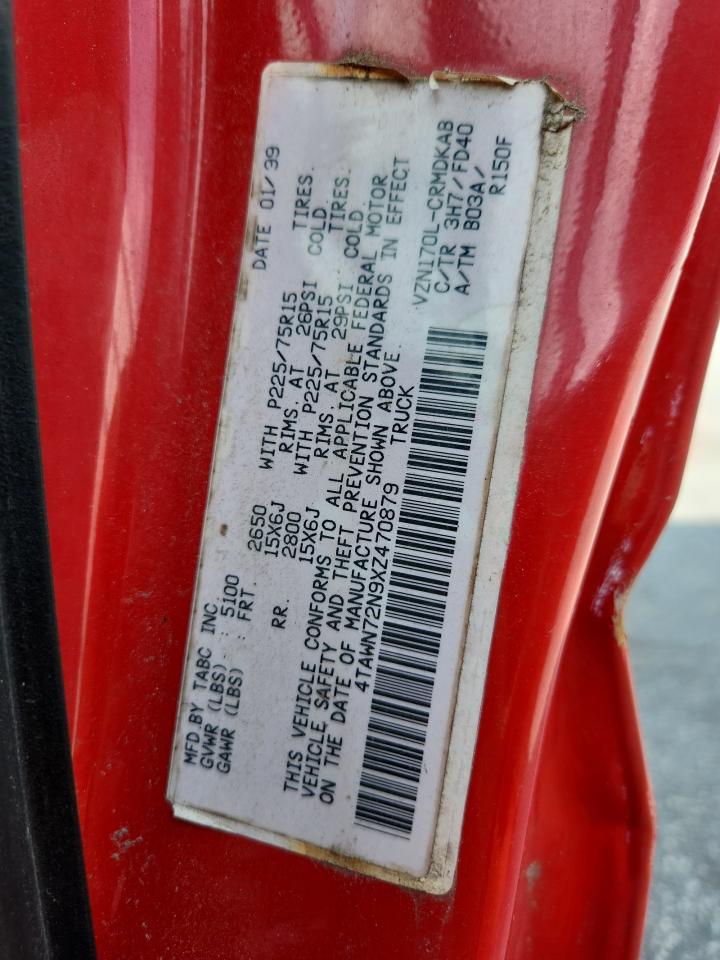 MFD.BY TABC INC. DATE 01/99
GVWR (LBS) : 5100
GAWR (LBS) : FRT. 2650 WITH P225/75R15 TIRES.
15X6J RIMS. AT 26PSI COLD
RR. 2800 WITH P225/75R15 TIRES.
15X6J RIMS. AT 29PSI COLD.
THIS VEHICLE CONFORMS TO ALL APPLICABLE FEDERAL MOTOR
VEHICLE SAFETY AND THEFT PREVENTION STANDARDS IN EFFECT
ON THE DATE OF MANUFACTURE SHOWN ABOVE.
4TAWN72N9XZ470879 TRUCK
VZN170L-CRMDKAB
C/TR 3H7/FD40
A/TM B03A/
R150F